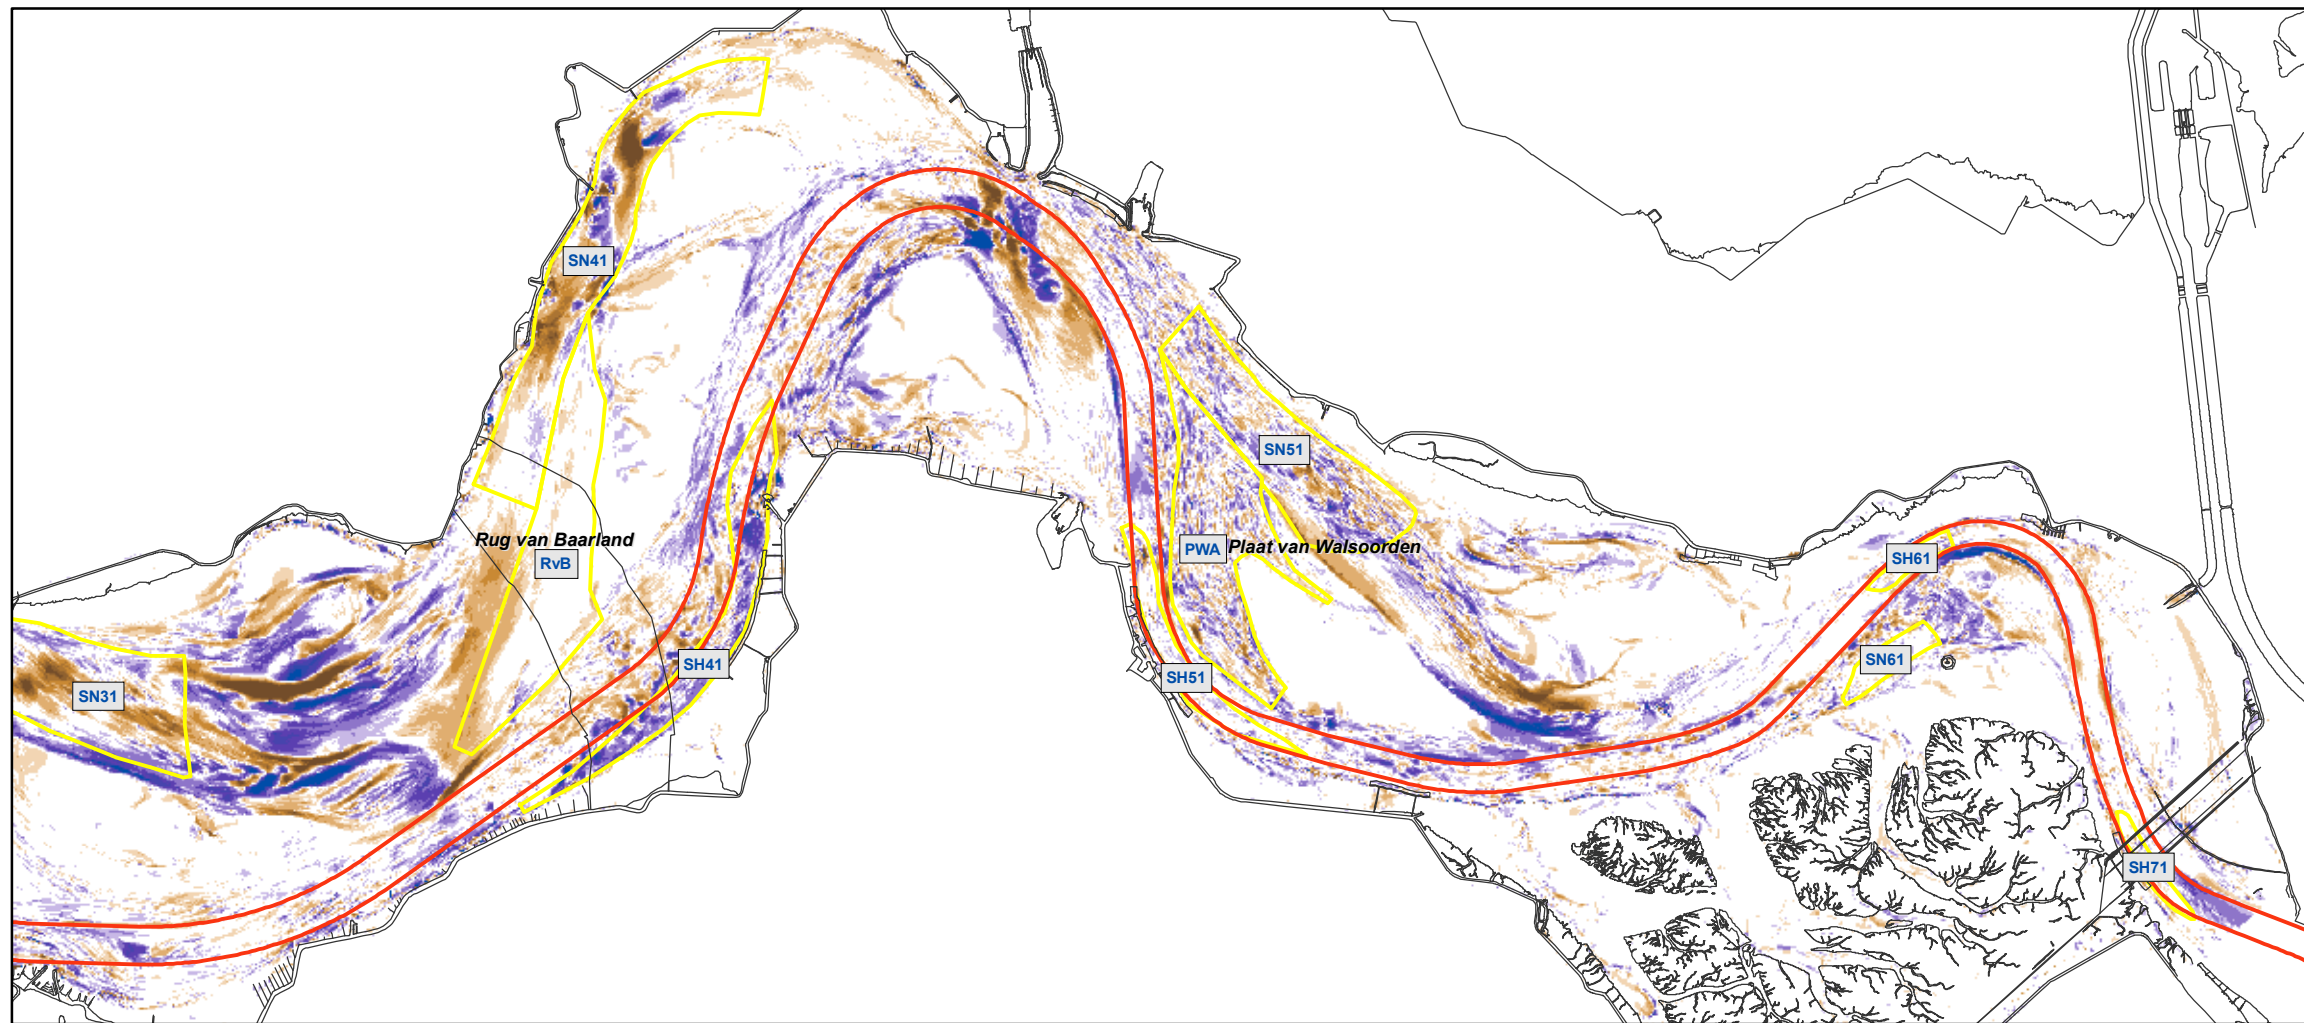 SN41
SN51
Rug van Baarland
RvB
PWA
Plaat van Walsoorden
SH61
SH41
SN61
SH51
SN31
SH71